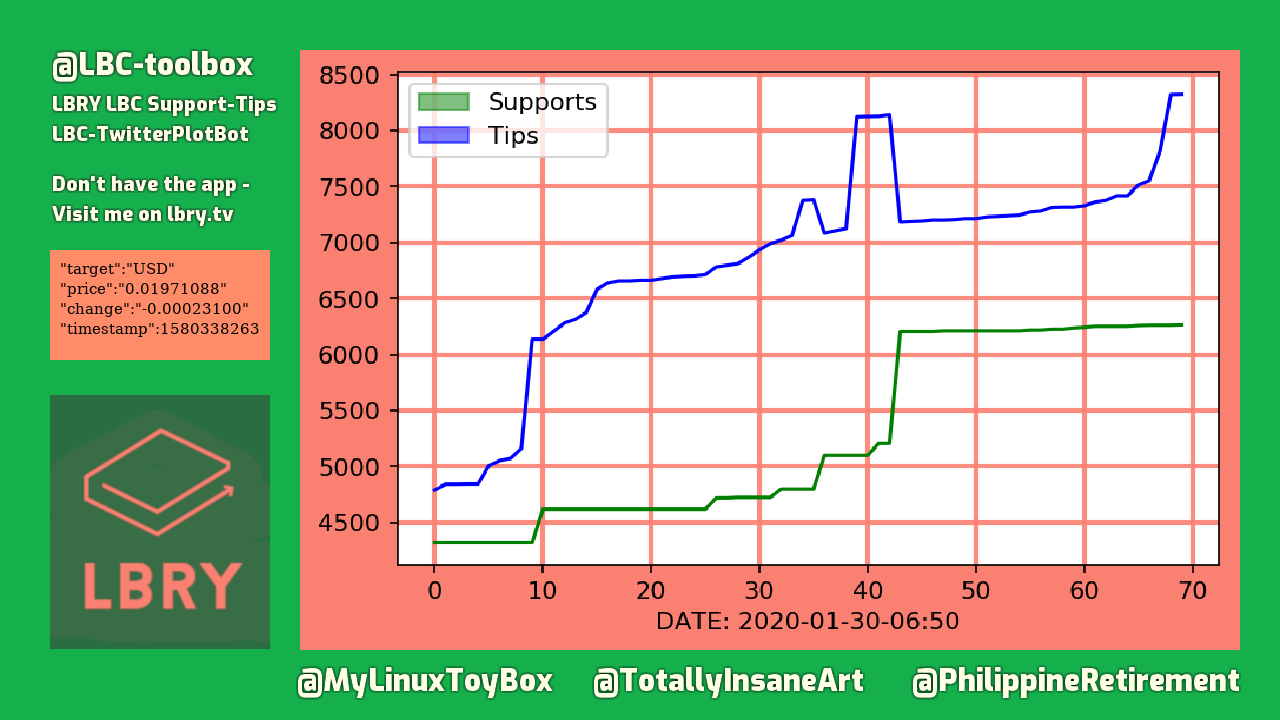 @LBC-toolbox
LBRY LBC Support-Tips
LBC-TwitterPlotBot
Don't have the app -
Visit me on lbry.tv
"target":"USD"
"price":"0.01971088"
"change":"-0.00023100"
"timestamp":1580338263
LBRY
Supports
Tips
8500
8000
7500
7000
6500
6000
5500
5000
4500
0 10 20 30 40 50 60 70
DATE: 2020-01-30-06:50
@MyLinuxToyBox @TotallyInsaneArt @PhilippineRetirement